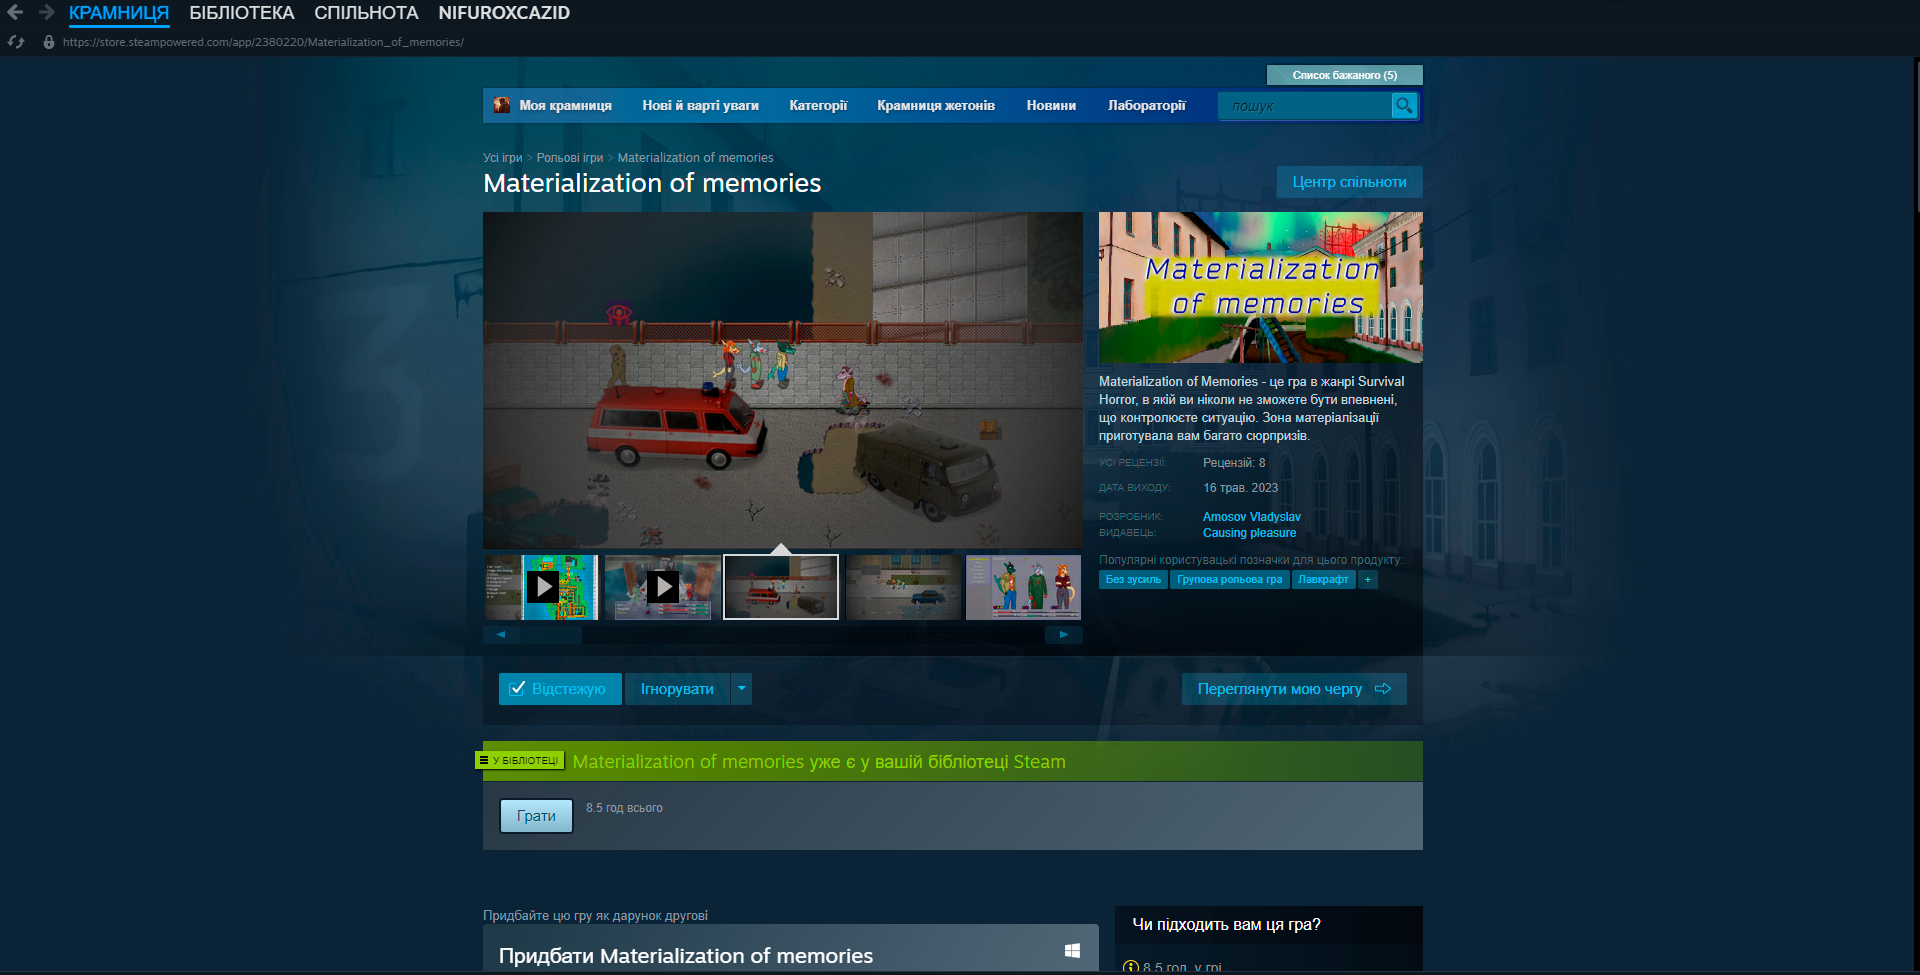 КРАМНИЦЯ БІБЛІОТЕКА СПІЛЬНОТА NIFUROXCAZID
https://store.steampowered.com/app/2380220/Materialization_of_memories/
Список бажаного (5)
Моя крамниця Нові й варті уваги Категорії Крамниця жетонів Новини Лабораторії пошук
Усі ігри > Рольові ігри > Materialization of memories
Materialization of memories
Центр спільноти
Materialization
of memories
Materialization of Memories - це гра в жанрі Survival
Horror, в якій ви ніколи не зможете бути впевнені,
що контролюєте ситуацію. Зона матеріалізації
приготувала вам багато сюрпризів.
УСІ РЕЦЕНЗІЇ: Рецензій: 8
ДАТА ВИХОДУ: 16 трав. 2023
РОЗРОБНИК: Amosov Vladyslav
ВИДАВЕЦЬ: Causing pleasure
Популярні користувацькі позначки для цього продукту:
Без зусиль Групова рольова гра Лавкрафт +
Відстежую Ігнорувати Переглянути мою чергу
У БІБЛІОТЕЦІ Materialization of memories уже є у вашій бібліотеці Steam
Грати 8.5 год всього
Придбайте цю гру як дарунок другові
Придбати Materialization of memories
Чи підходить вам ця гра?
8.5 год. у грі